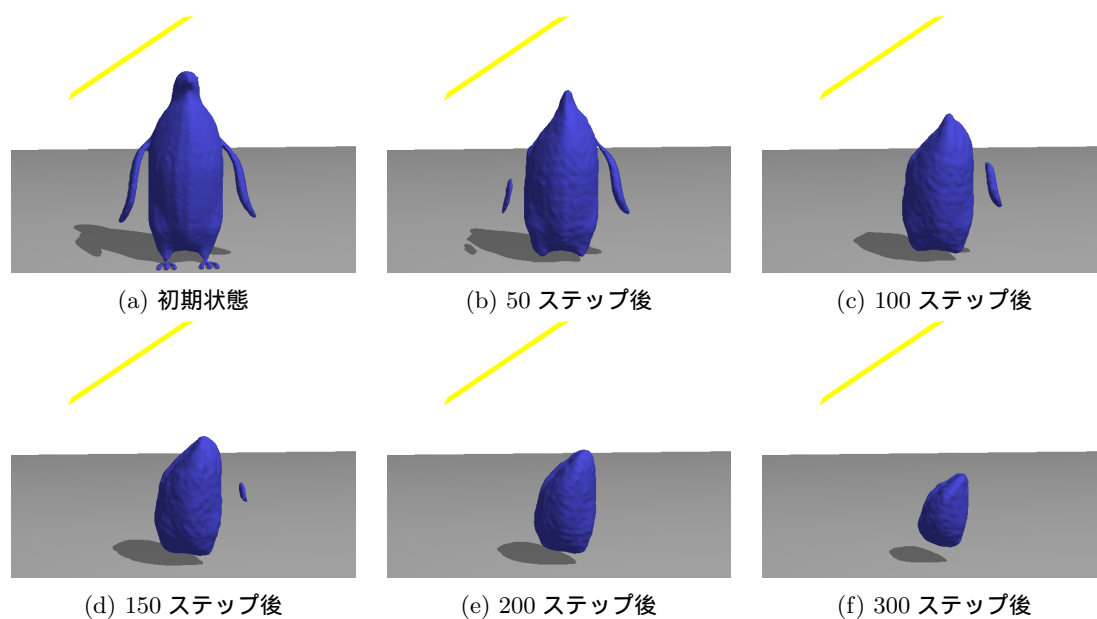 (a) 初期状態
(b) 50 ステップ後
(c) 100 ステップ後
(d) 150 ステップ後
(e) 200 ステップ後
(f) 300 ステップ後